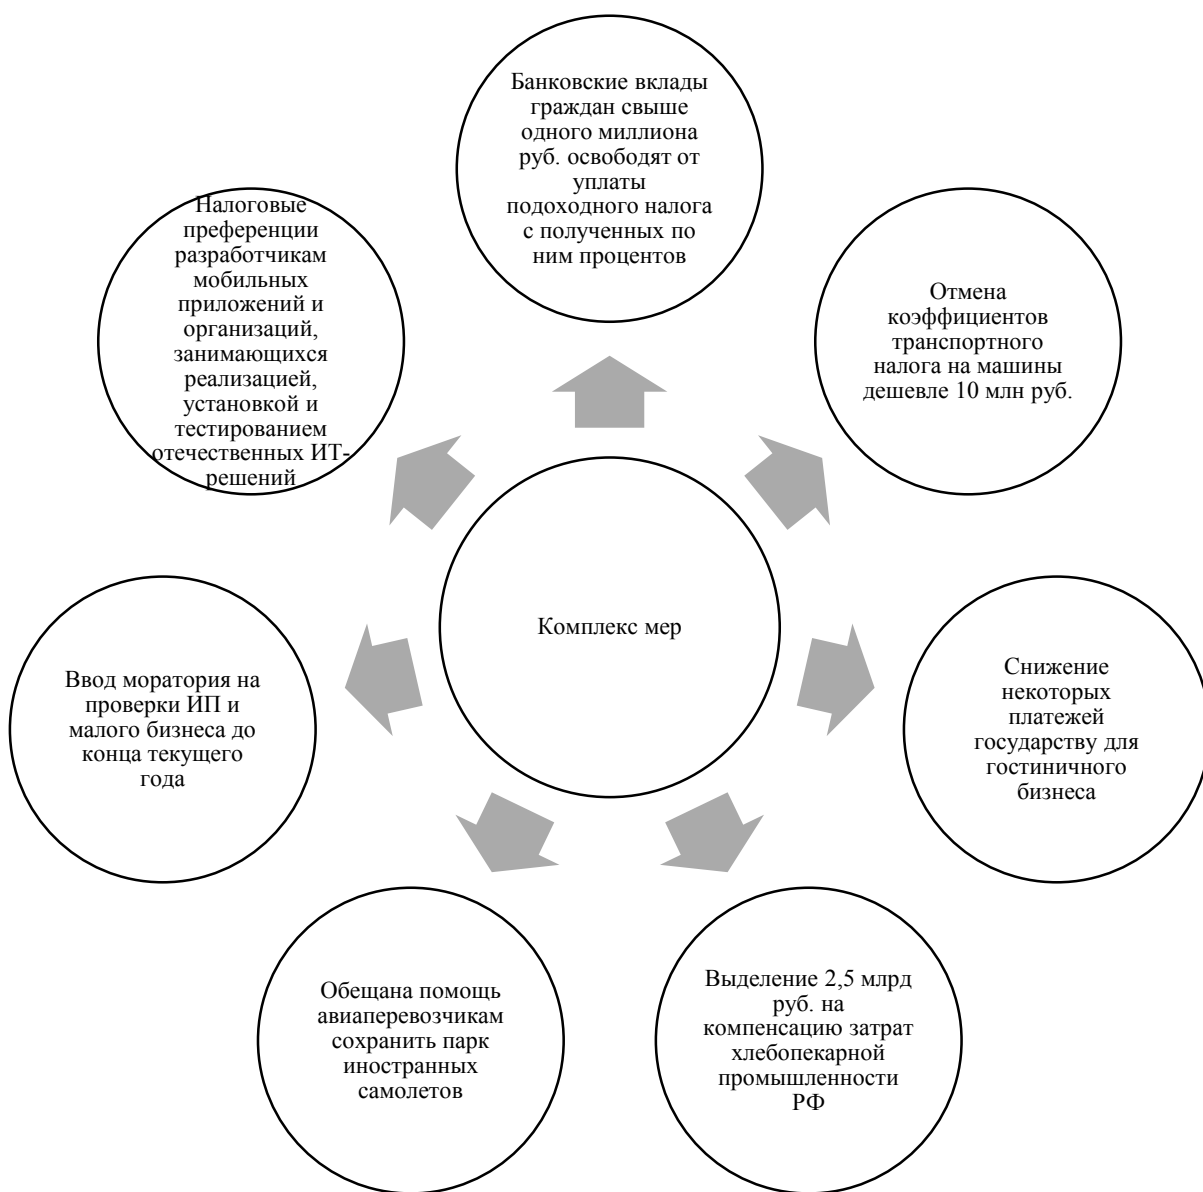 Банковские вклады
граждан свыше
одного миллиона
руб. освободят от
уплаты
подоходного налога
с полученных по
ним процентов
Отмена
коэффициентов
транспортного
налога на машины
дешевле 10 млн руб.
Снижение
некоторых
платежей
государству для
гостиничного
бизнеса
Выделение 2,5 млрд
руб. на
компенсацию затрат
хлебопекарной
промышленности
РФ
Обещана помощь
авиаперевозчикам
сохранить парк
иностранных
самолетов
Ввод моратория на
проверки ИП и
малого бизнеса до
конца текущего
года
Налоговые
преференции
разработчикам
мобильных
приложений и
организаций,
занимающихся
реализацией,
установкой и
тестированием
отечественных ИТ-
решений
Комплекс мер